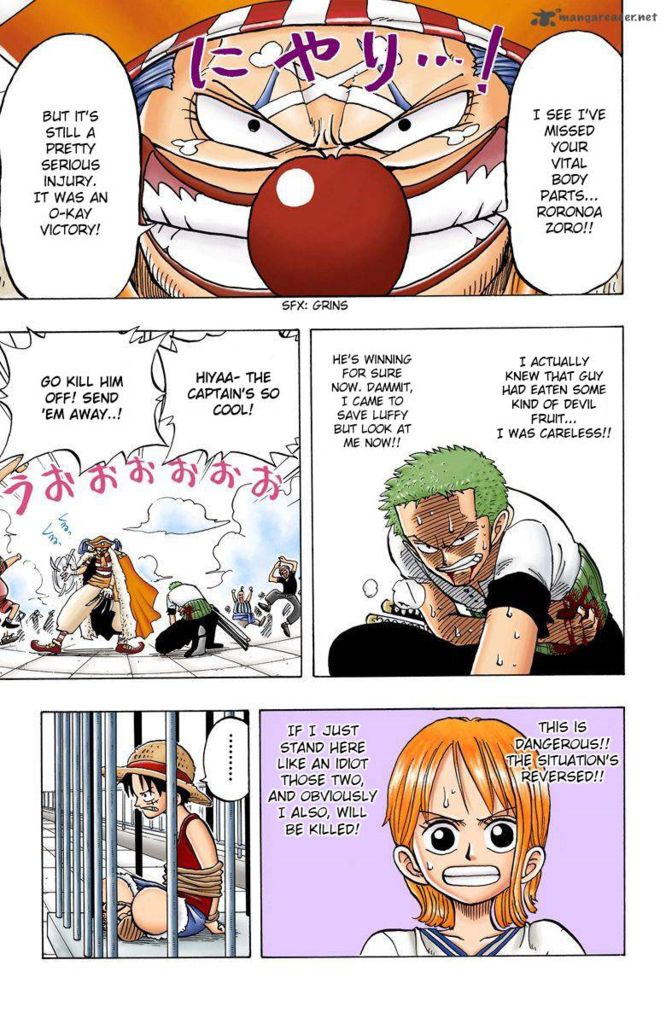 mangareader.net
にやり…!
I SEE I'VE
MISSED
YOUR
VITAL
BODY
PARTS...
RORONOA
ZORO!!
BUT IT'S
STILL A
PRETTY
SERIOUS
INJURY.
IT WAS AN
O-KAY
VICTORY!
SFX: GRINS
I ACTUALLY
KNEW THAT GUY
HAD EATEN SOME
KIND OF DEVIL
FRUIT...
I WAS CARELESS!!
HE'S WINNING
FOR SURE
NOW. DAMMIT,
I CAME TO
SAVE LUFFY
BUT LOOK AT
ME NOW!!
HIYAA- THE
CAPTAIN'S SO
COOL!
GO KILL HIM
OFF! SEND
'EM AWAY..!
うおおおおおお
THIS IS
DANGEROUS!!
THE SITUATION'S
REVERSED!!
IF I JUST
STAND HERE
LIKE AN IDIOT
THOSE TWO,
AND OBVIOUSLY
I ALSO, WILL
BE KILLED!
......